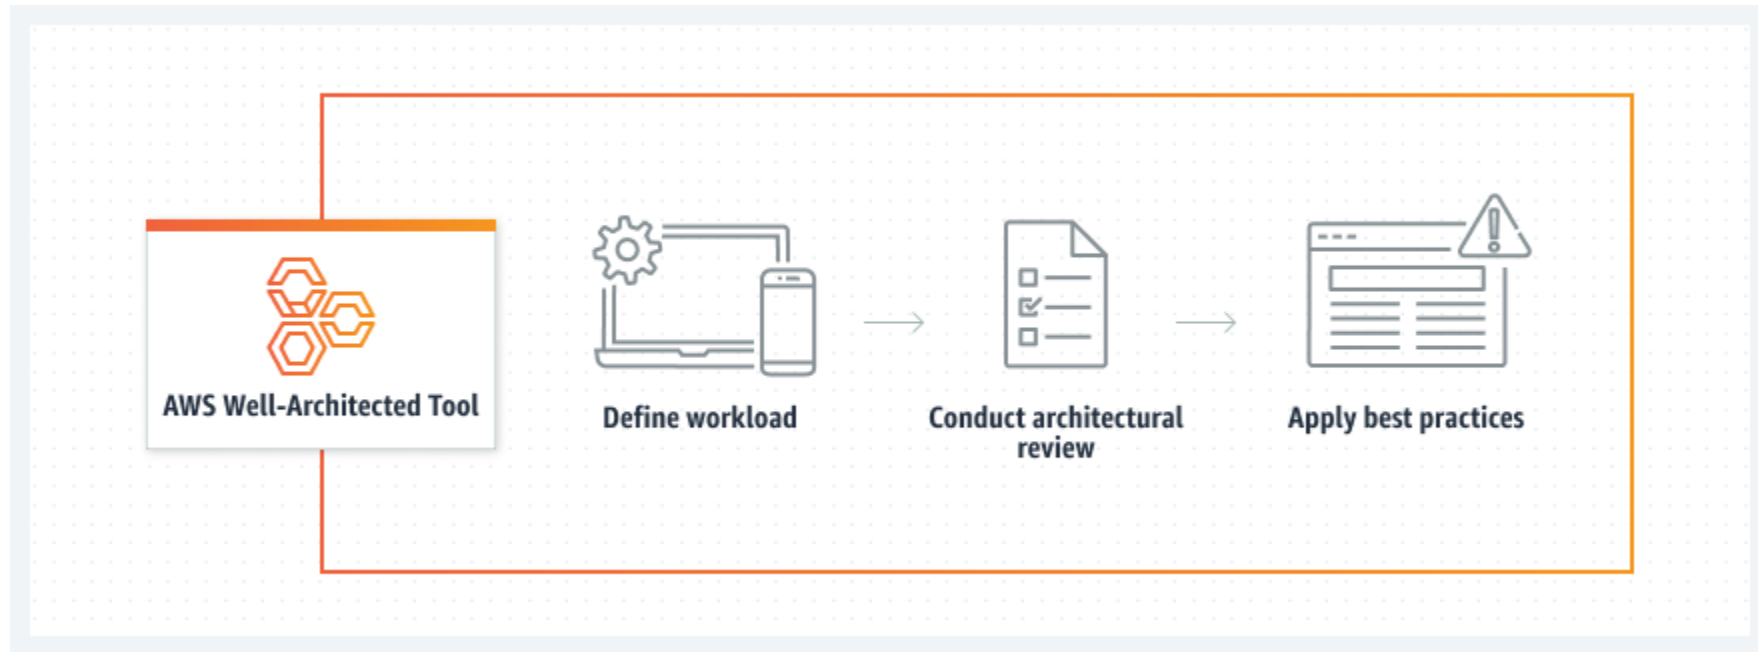 AWS Well-Architected Tool
Define workload
Conduct architectural
review
Apply best practices